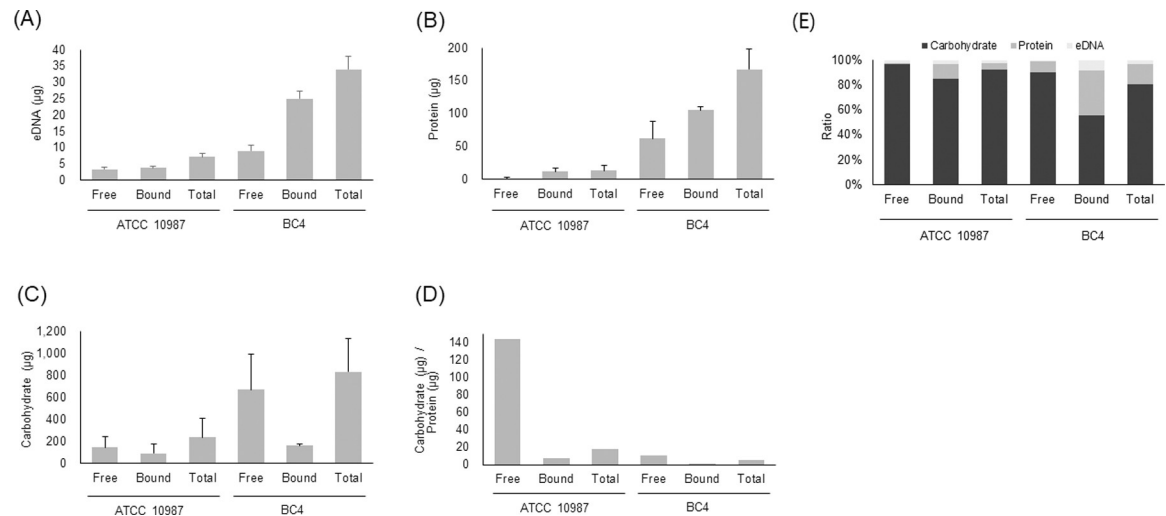 (A)
eDNA (µg)
40
35
30
25
20
15
10
5
0
Free Bound Total Free Bound Total
ATCC 10987 BC4
(B)
Protein (µg)
200
150
100
50
0
Free Bound Total Free Bound Total
ATCC 10987 BC4
(E)
Carbohydrate Protein eDNA
Ratio
100%
80%
60%
40%
20%
0%
Free Bound Total Free Bound Total
ATCC 10987 BC4
(C)
Carbohydrate (µg)
1,200
1,000
800
600
400
200
0
Free Bound Total Free Bound Total
ATCC 10987 BC4
(D)
Carbohydrate (µg) /
Protein (µg)
140
120
100
80
60
40
20
0
Free Bound Total Free Bound Total
ATCC 10987 BC4